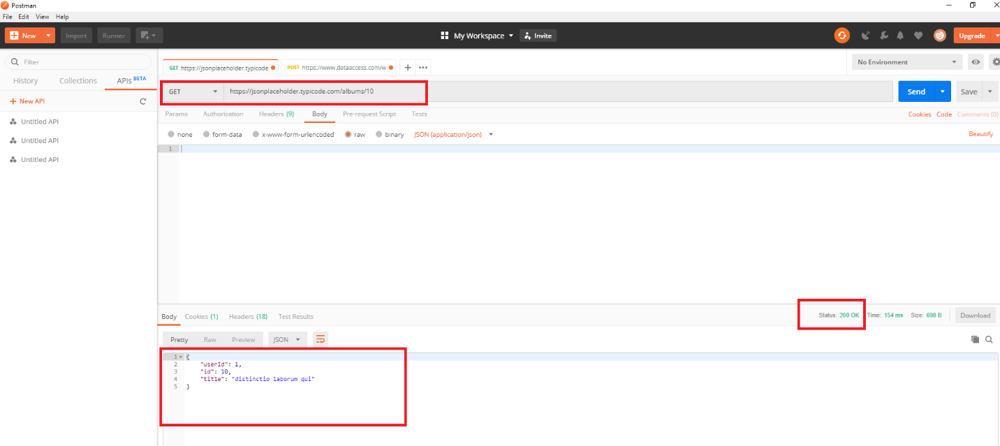 Postman
File Edit View Help
New Import Runner My Workspace Invite Upgrade
Filter
History Collections APIs BETA
New API
Untitled API
Untitled API
Untitled API
GET https://jsonplaceholder.typicode POST https://www.dataaccess.com/w No Environment
GET https://jsonplaceholder.typicode.com/albums/10 Send Save
Params Authorization Headers (9) Body Pre-request Script Tests Cookies Code Comments (0)
none form-data x-www-form-urlencoded raw binary JSON (application/json) Beautify
1
Body Cookies (1) Headers (18) Test Results Status: 200 OK Time: 154 ms Size: 698 B Download
Pretty Raw Preview JSON
1 {
2 "userId": 1,
3 "id": 10,
4 "title": "distinctio laborum qui"
5 }